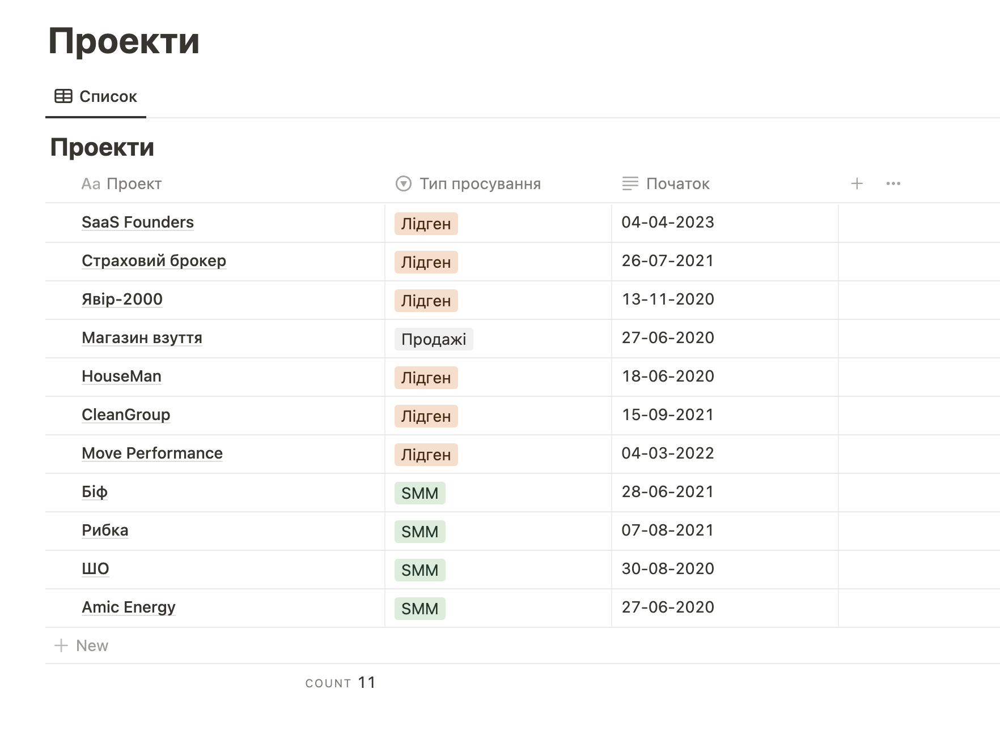 Проекти
Список
Проекти
Aa Проект Тип просування Початок
SaaS Founders Лідген 04-04-2023
Страховий брокер Лідген 26-07-2021
Явір-2000 Лідген 13-11-2020
Магазин взуття Продажі 27-06-2020
HouseMan Лідген 18-06-2020
CleanGroup Лідген 15-09-2021
Move Performance Лідген 04-03-2022
Біф SMM 28-06-2021
Рибка SMM 07-08-2021
ШО SMM 30-08-2020
Amic Energy SMM 27-06-2020
+ New
COUNT 11